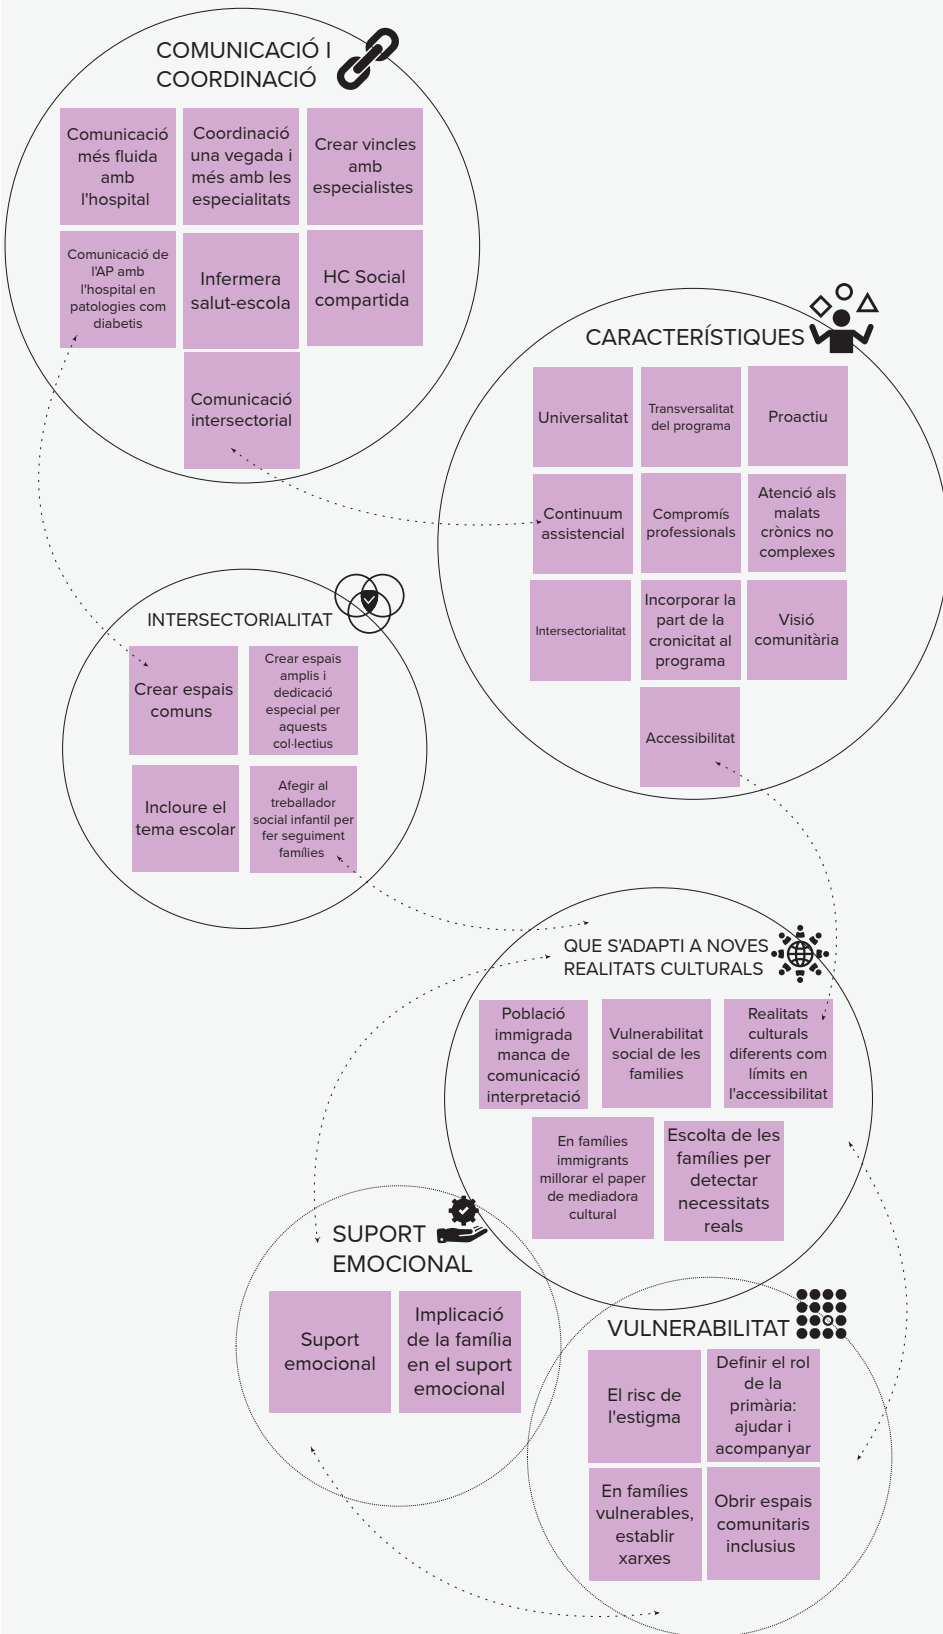 COMUNICACIÓ I
COORDINACIÓ
Comunicació
més fluida
amb
l'hospital
Coordinació
una vegada i
més amb les
especialitats
Crear vincles
amb
especialistes
Comunicació de
l'AP amb
l'hospital en
patologies com
diabetis
Infermera
salut-escola
HC Social
compartida
Comunicació
intersectorial
CARACTERÍSTIQUES
Universalitat
Transversalitat
del programa
Proactiu
Continuum
assistencial
Compromís
professionals
Atenció als
malats
crònics no
complexes
Intersectorialitat
Incorporar la
part de la
cronicitat al
programa
Visió
comunitària
Accessibilitat
INTERSECTORIALITAT
Crear espais
comuns
Crear espais
amplis i
dedicació
especial per
aquests
col·lectius
Incloure el
tema escolar
Afegir al
treballador
social infantil per
fer seguiment
famílies
QUE S'ADAPTI A NOVES
REALITATS CULTURALS
Població
immigrada
manca de
comunicació
interpretació
Vulnerabilitat
social de les
families
Realitats
culturals
diferents com
límits en
l'accessibilitat
En famílies
immigrants
millorar el paper
de mediadora
cultural
Escolta de les
famílies per
detectar
necessitats
reals
SUPORT
EMOCIONAL
Suport
emocional
Implicació
de la família
en el suport
emocional
VULNERABILITAT
El risc de
l'estigma
Definir el rol
de la
primària:
ajudar i
acompanyar
En famílies
vulnerables,
establir
xarxes
Obrir espais
comunitaris
inclusius